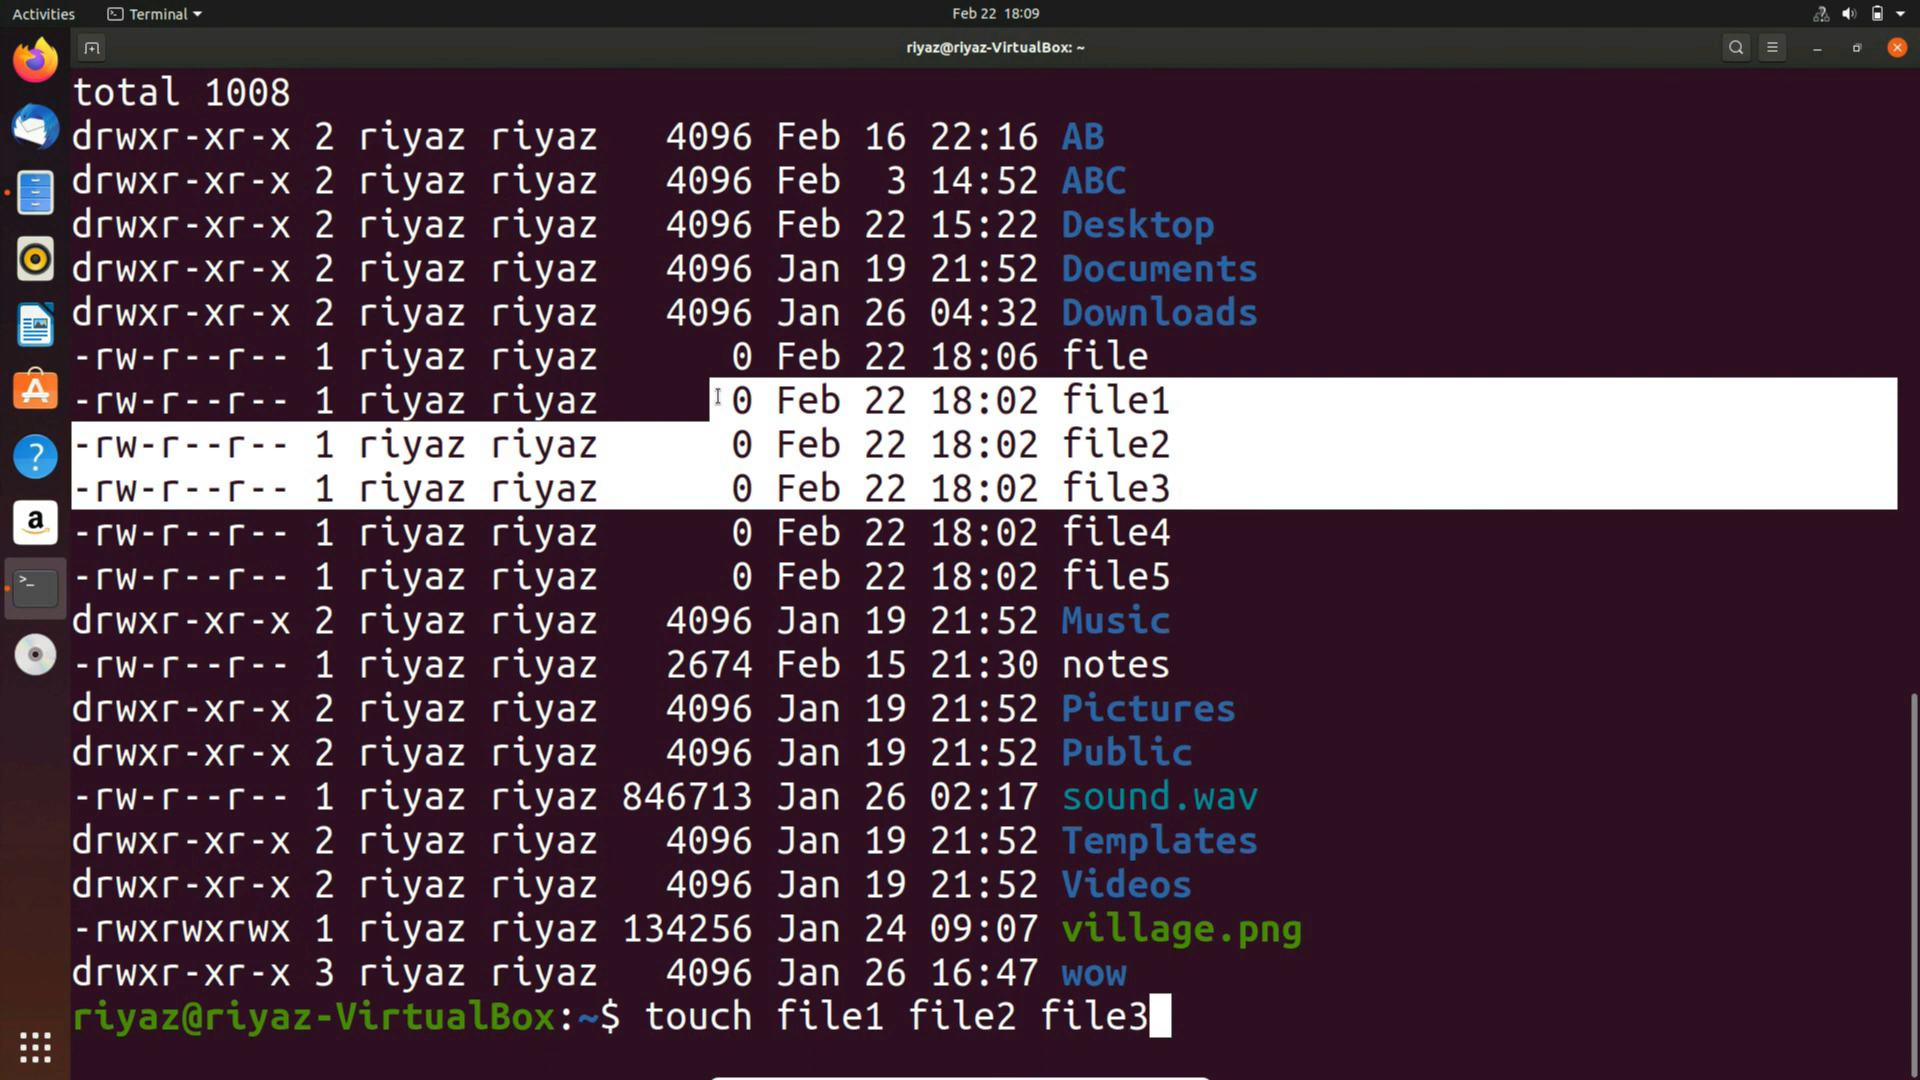 Activities
Terminal
Feb 22 18:09
riyaz@riyaz-VirtualBox: ~
total 1008
drwxr-xr-x 2 riyaz riyaz   4096 Feb 16 22:16 AB
drwxr-xr-x 2 riyaz riyaz   4096 Feb  3 14:52 ABC
drwxr-xr-x 2 riyaz riyaz   4096 Feb 22 15:22 Desktop
drwxr-xr-x 2 riyaz riyaz   4096 Jan 19 21:52 Documents
drwxr-xr-x 2 riyaz riyaz   4096 Jan 26 04:32 Downloads
-rw-r--r-- 1 riyaz riyaz      0 Feb 22 18:06 file
-rw-r--r-- 1 riyaz riyaz      0 Feb 22 18:02 file1
-rw-r--r-- 1 riyaz riyaz      0 Feb 22 18:02 file2
-rw-r--r-- 1 riyaz riyaz      0 Feb 22 18:02 file3
-rw-r--r-- 1 riyaz riyaz      0 Feb 22 18:02 file4
-rw-r--r-- 1 riyaz riyaz      0 Feb 22 18:02 file5
drwxr-xr-x 2 riyaz riyaz   4096 Jan 19 21:52 Music
-rw-r--r-- 1 riyaz riyaz   2674 Feb 15 21:30 notes
drwxr-xr-x 2 riyaz riyaz   4096 Jan 19 21:52 Pictures
drwxr-xr-x 2 riyaz riyaz   4096 Jan 19 21:52 Public
-rw-r--r-- 1 riyaz riyaz 846713 Jan 26 02:17 sound.wav
drwxr-xr-x 2 riyaz riyaz   4096 Jan 19 21:52 Templates
drwxr-xr-x 2 riyaz riyaz   4096 Jan 19 21:52 Videos
-rwxrwxrwx 1 riyaz riyaz 134256 Jan 24 09:07 village.png
drwxr-xr-x 3 riyaz riyaz   4096 Jan 26 16:47 wow
riyaz@riyaz-VirtualBox:~$ touch file1 file2 file3